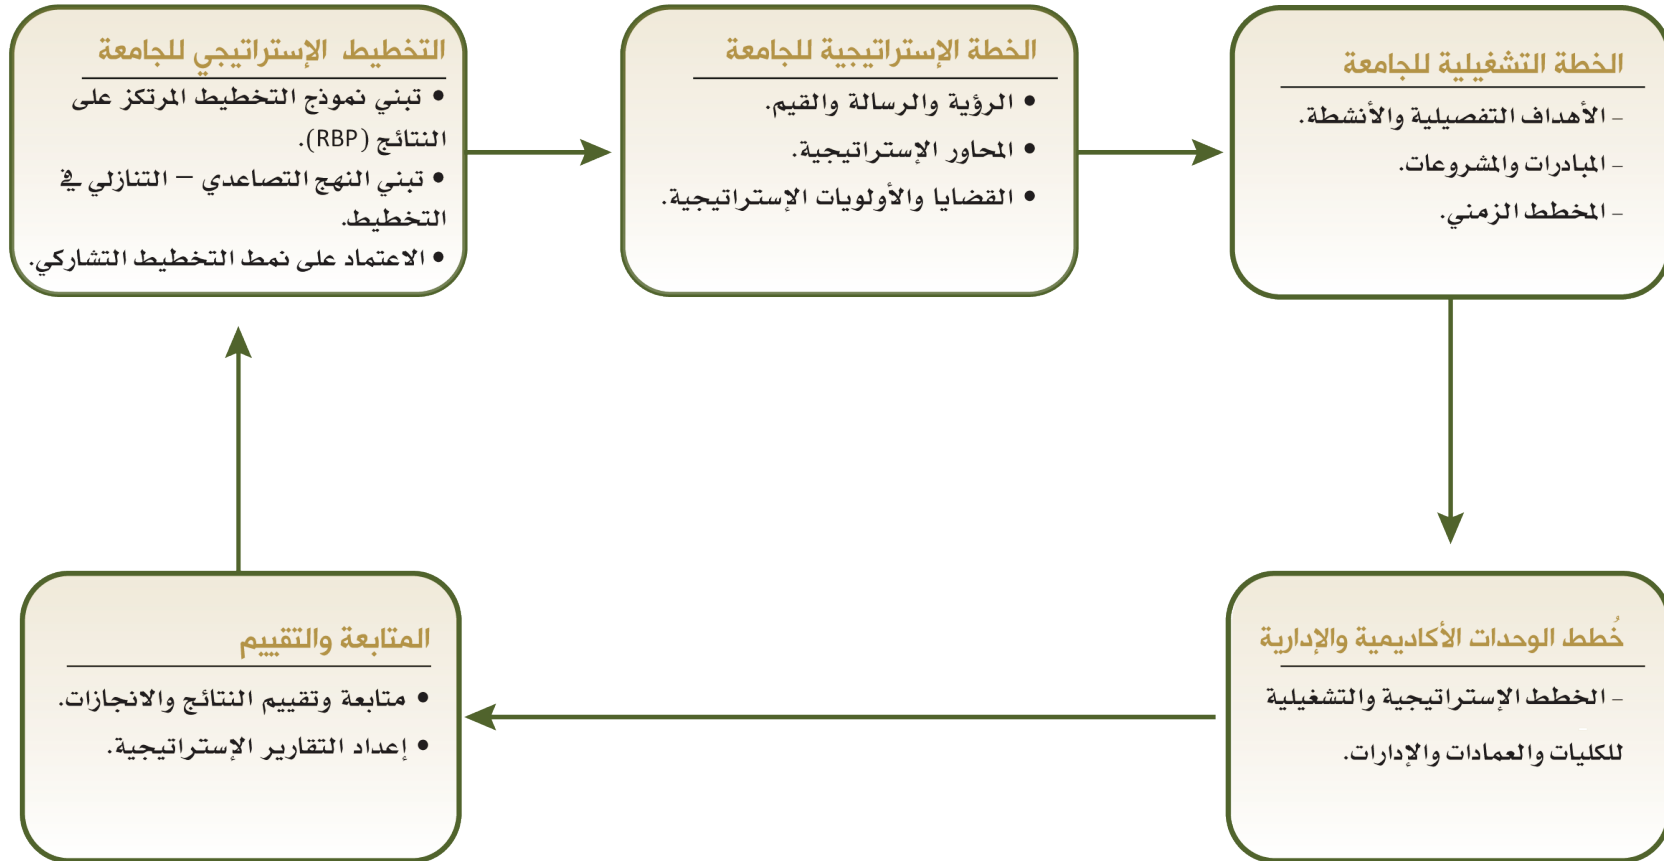 التخطيط الإستراتيجي للجامعة
• تبني نموذج التخطيط المرتكز على
النتائج (RBP).
• تبني النهج التصاعدي – التنازلي في
التخطيط.
• الاعتماد على نمط التخطيط التشاركي.
الخطة الإستراتيجية للجامعة
• الرؤية والرسالة والقيم.
• المحاور الإستراتيجية.
• القضايا والأولويات الإستراتيجية.
الخطة التشغيلية للجامعة
- الأهداف التفصيلية والأنشطة.
- المبادرات والمشروعات.
- المخطط الزمني.
خُطط الوحدات الأكاديمية والإدارية
- الخطط الإستراتيجية والتشغيلية
للكليات والعمادات والإدارات.
المتابعة والتقييم
• متابعة وتقييم النتائج والانجازات.
• إعداد التقارير الإستراتيجية.